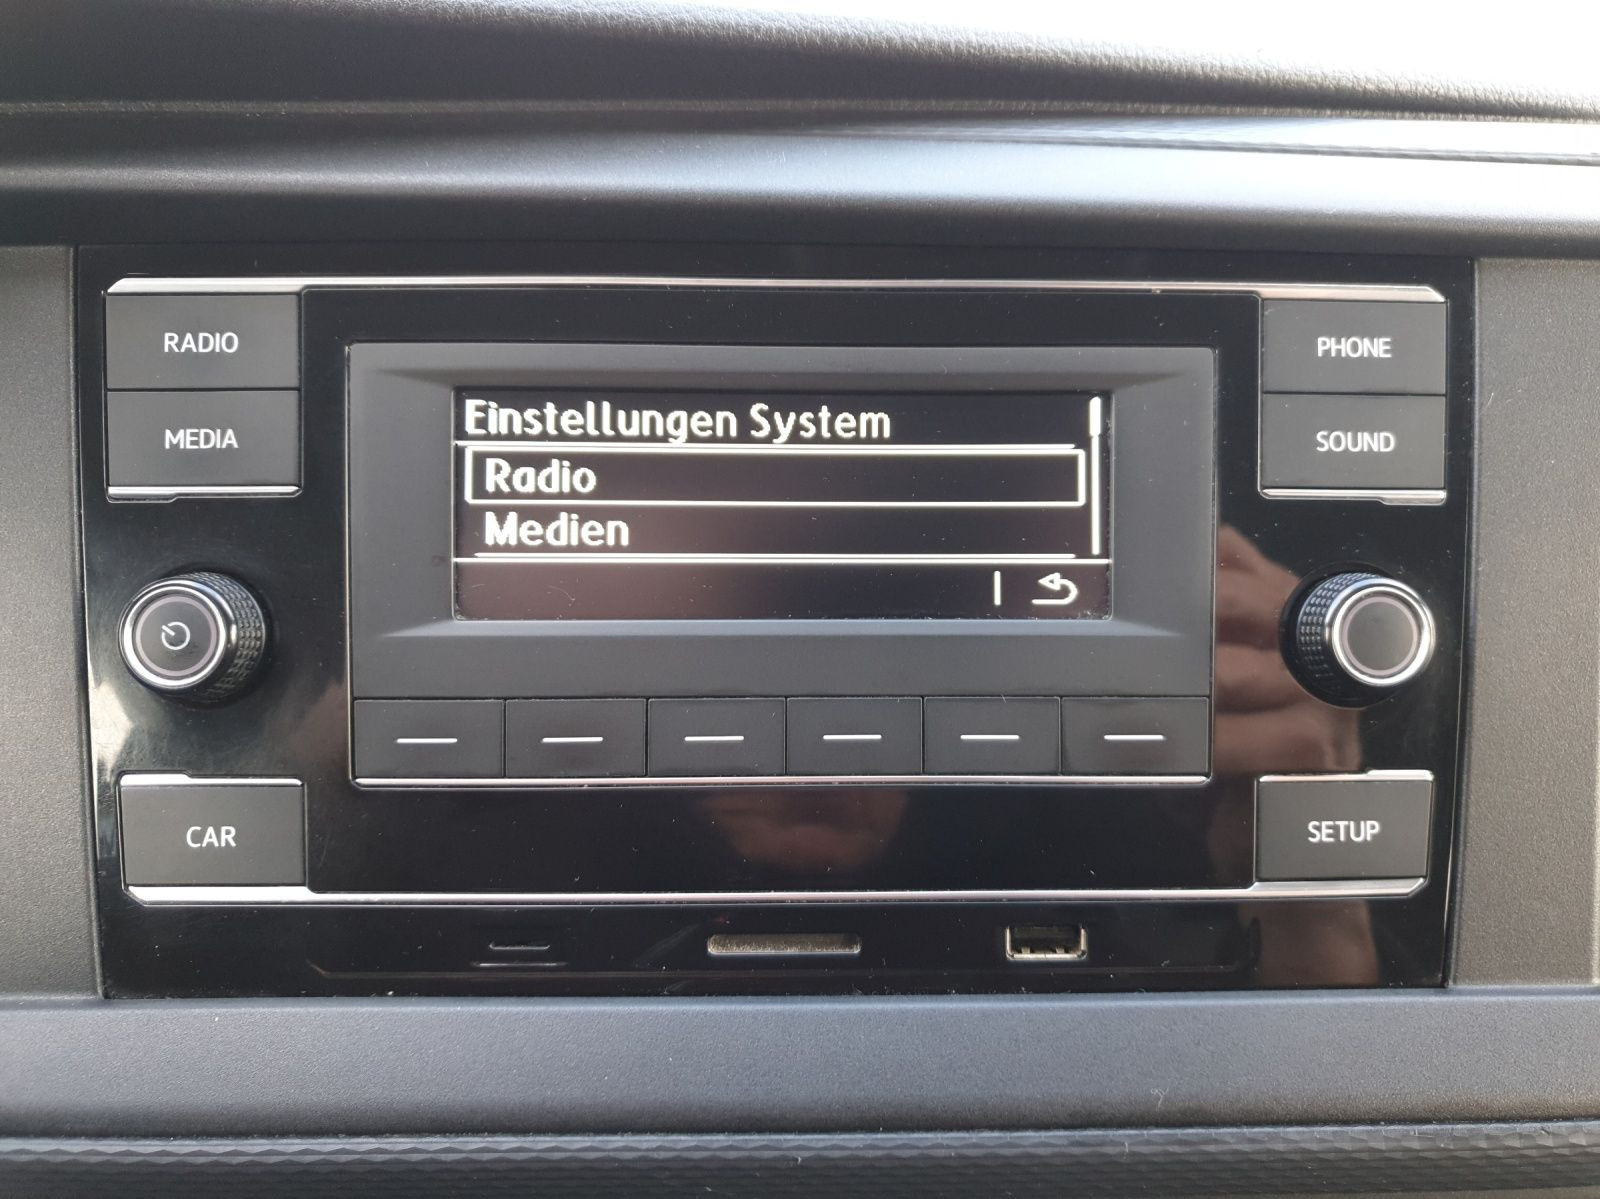 RADIO
MEDIA
PHONE
SOUND
Einstellungen System
Radio
Medien
CAR
SETUP